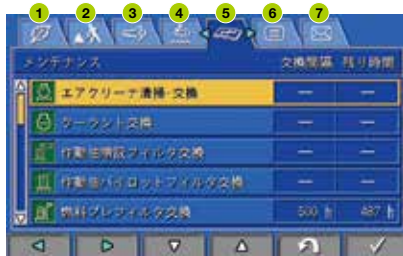 1 2 3 4 5 6 7
メンテナンス 交換間隔 残り時間
エアクリーナ清掃・交換 — —
クーラント交換 — —
作動油増設フィルタ交換 — —
作動油パイロットフィルタ交換 — —
燃料プレフィルタ交換 500 h 487 h